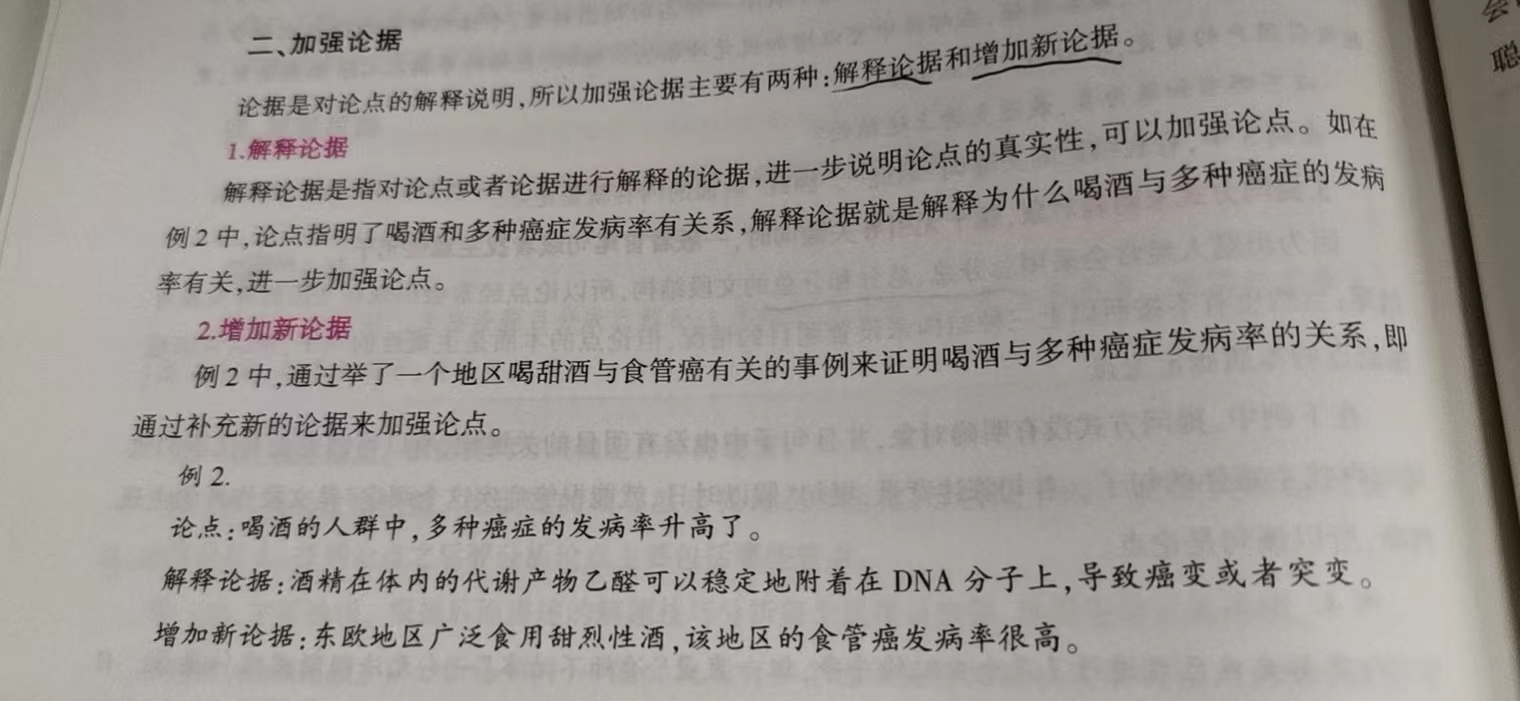 二、加强论据
论据是对论点的解释说明,所以加强论据主要有两种:解释论据和增加新论据。
1.解释论据
解释论据是指对论点或者论据进行解释的论据,进一步说明论点的真实性,可以加强论点。如在
例2中,论点指明了喝酒和多种癌症发病率有关系,解释论据就是解释为什么喝酒与多种癌症的发病
率有关,进一步加强论点。
2.增加新论据
例2中,通过举了一个地区喝甜酒与食管癌有关的事例来证明喝酒与多种癌症发病率的关系,即
通过补充新的论据来加强论点。
例2.
论点:喝酒的人群中,多种癌症的发病率升高了。
解释论据:酒精在体内的代谢产物乙醛可以稳定地附着在DNA分子上,导致癌变或者突变。
增加新论据:东欧地区广泛食用甜烈性酒,该地区的食管癌发病率很高。
聪